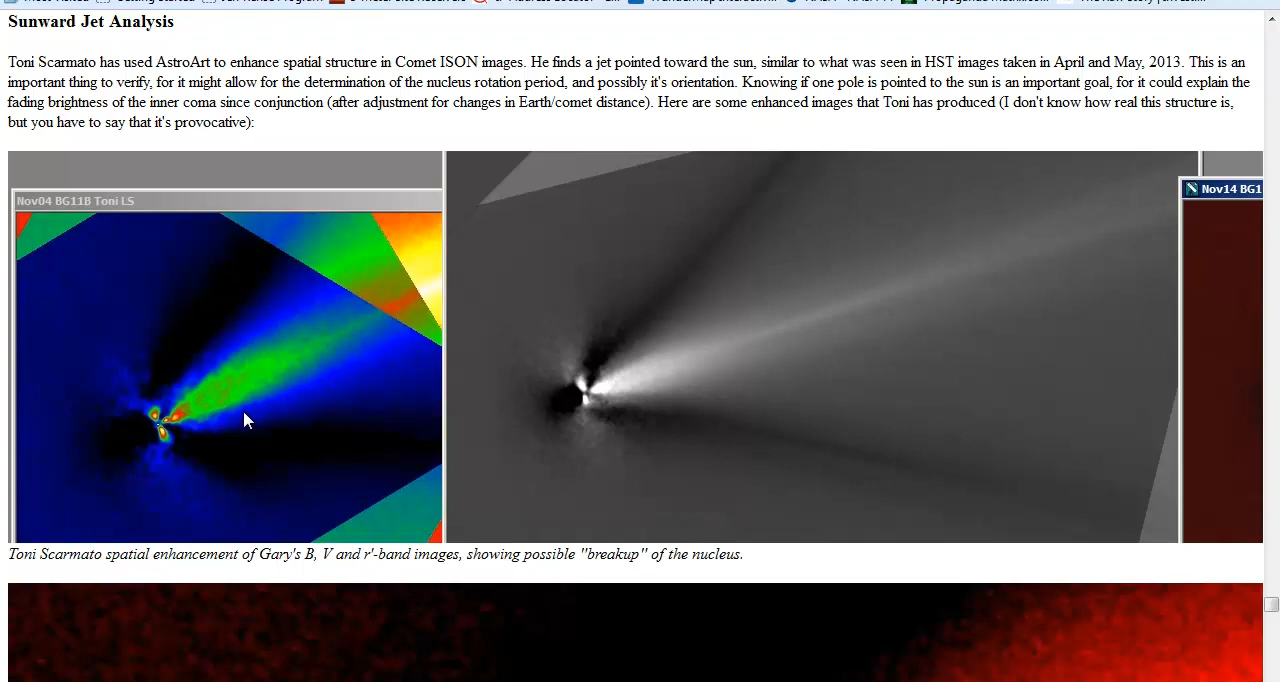 Sunward Jet Analysis
Toni Scarmato has used AstroArt to enhance spatial structure in Comet ISON images. He finds a jet pointed toward the sun, similar to what was seen in HST images taken in April and May, 2013. This is an
important thing to verify, for it might allow for the determination of the nucleus rotation period, and possibly it's orientation. Knowing if one pole is pointed to the sun is an important goal, for it could explain the
fading brightness of the inner coma since conjunction (after adjustment for changes in Earth/comet distance). Here are some enhanced images that Toni has produced (I don't know how real this structure is,
but you have to say that it's provocative):
Nov04 BG11B Toni LS
Nov14 BG1
Toni Scarmato spatial enhancement of Gary's B, V and r'-band images, showing possible "breakup" of the nucleus.